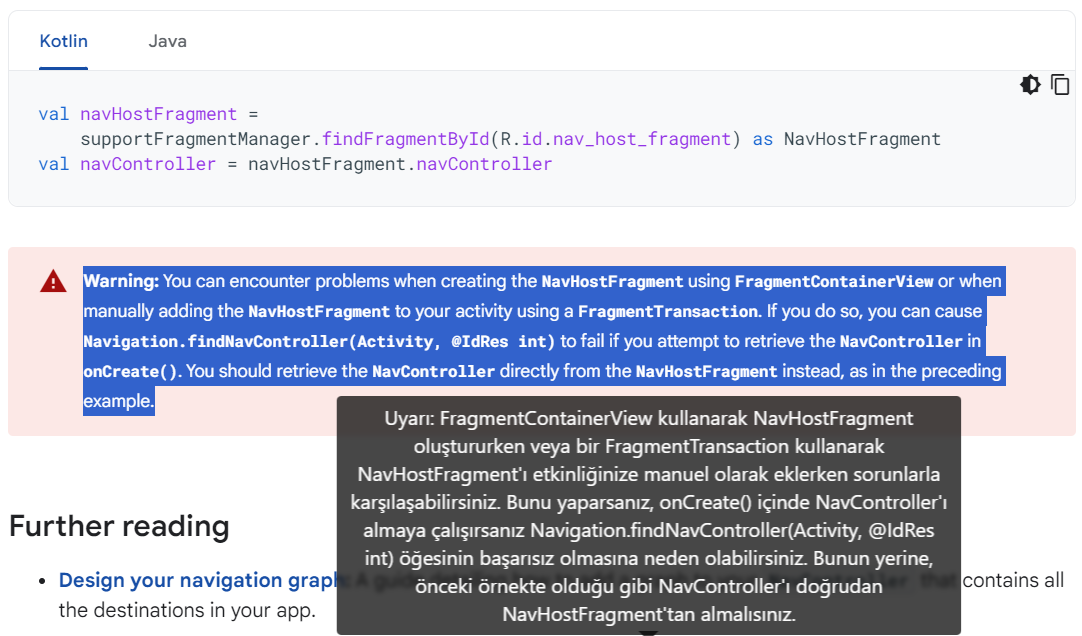 Kotlin
Java
val navHostFragment =
supportFragmentManager.findFragmentById(R.id.nav_host_fragment) as NavHostFragment
val navController = navHostFragment.navController
Warning: You can encounter problems when creating the NavHostFragment using FragmentContainerView or when
manually adding the NavHostFragment to your activity using a FragmentTransaction. If you do so, you can cause
Navigation.findNavController(Activity, @IdRes int) to fail if you attempt to retrieve the NavController in
onCreate(). You should retrieve the NavController directly from the NavHostFragment instead, as in the preceding
example.
Uyarı: FragmentContainerView kullanarak NavHostFragment
oluştururken veya bir FragmentTransaction kullanarak
NavHostFragment'ı etkinliğinize manuel olarak eklerken sorunlarla
karşılaşabilirsiniz. Bunu yaparsanız, onCreate() içinde NavController'ı
almaya çalışırsanız Navigation.findNavController(Activity, @IdRes
int) öğesinin başarısız olmasına neden olabilirsiniz. Bunun yerine,
önceki örnekte olduğu gibi NavController'ı doğrudan
NavHostFragment'tan almalısınız.
Further reading
Design your navigation graph: that contains all
the destinations in your app.